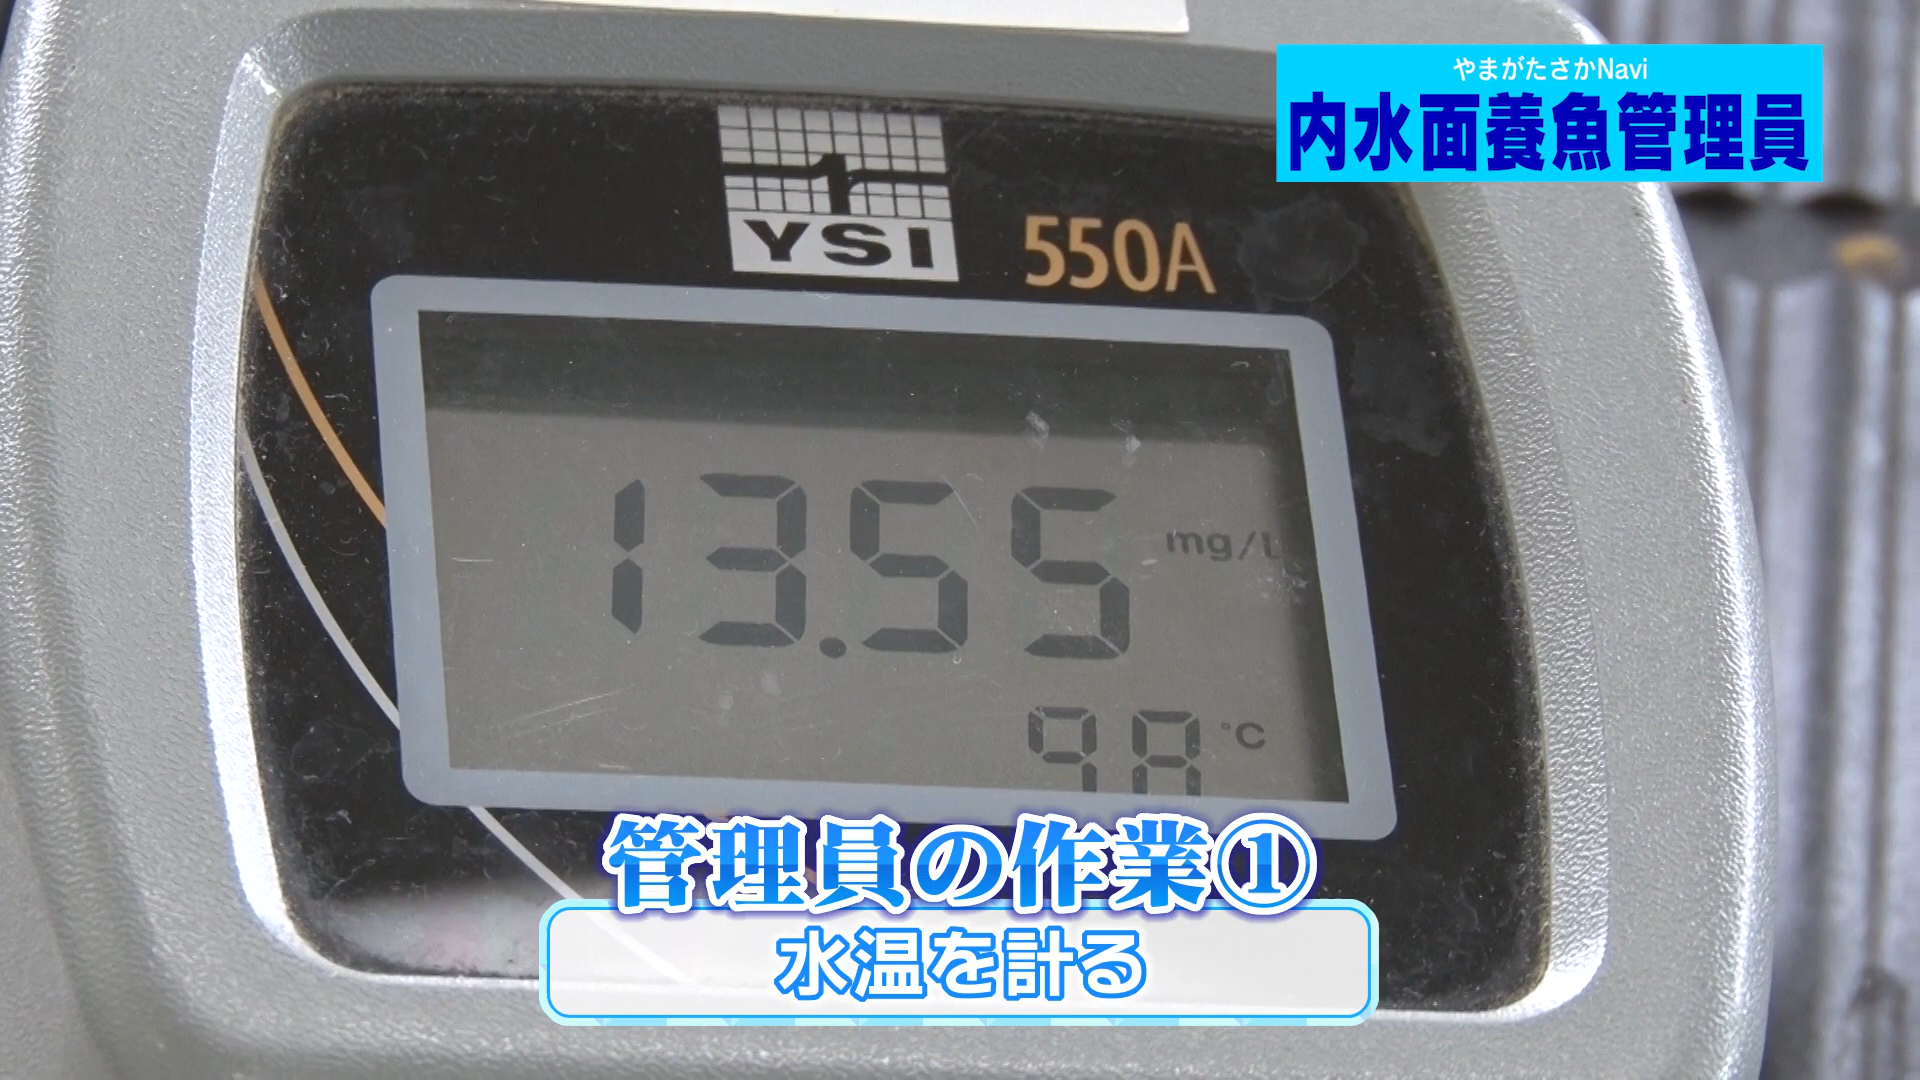 やまがたさかNavi
内水面養魚管理員
YSI
550A
13.55 mg/L
98 °C
管理員の作業①
水温を計る